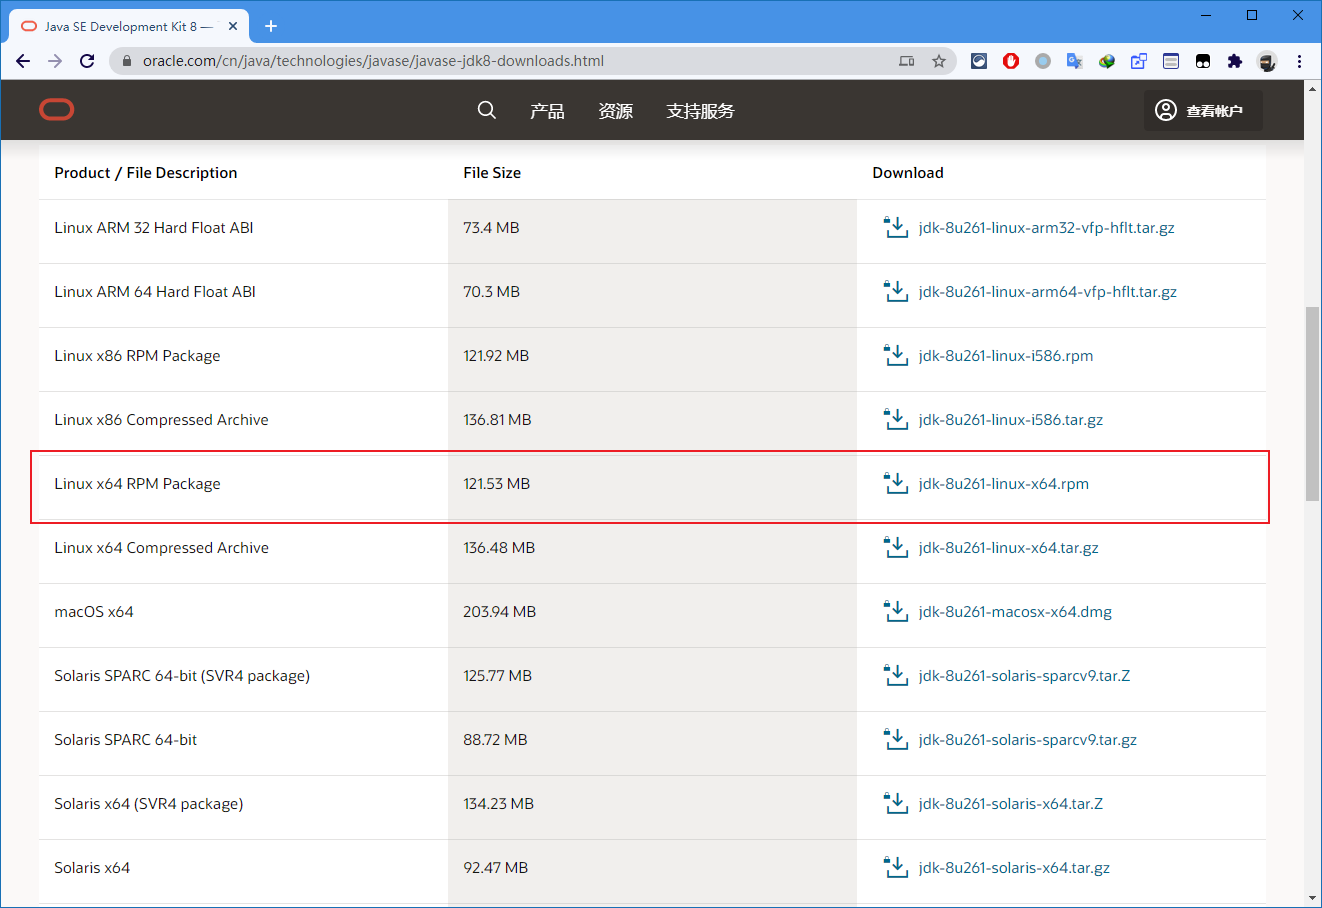 Java SE Development Kit 8 —
oracle.com/cn/java/technologies/javase/javase-jdk8-downloads.html
产品 资源 支持服务 查看帐户
Product / File Description File Size Download
Linux ARM 32 Hard Float ABI 73.4 MB jdk-8u261-linux-arm32-vfp-hflt.tar.gz
Linux ARM 64 Hard Float ABI 70.3 MB jdk-8u261-linux-arm64-vfp-hflt.tar.gz
Linux x86 RPM Package 121.92 MB jdk-8u261-linux-i586.rpm
Linux x86 Compressed Archive 136.81 MB jdk-8u261-linux-i586.tar.gz
Linux x64 RPM Package 121.53 MB jdk-8u261-linux-x64.rpm
Linux x64 Compressed Archive 136.48 MB jdk-8u261-linux-x64.tar.gz
macOS x64 203.94 MB jdk-8u261-macosx-x64.dmg
Solaris SPARC 64-bit (SVR4 package) 125.77 MB jdk-8u261-solaris-sparcv9.tar.Z
Solaris SPARC 64-bit 88.72 MB jdk-8u261-solaris-sparcv9.tar.gz
Solaris x64 (SVR4 package) 134.23 MB jdk-8u261-solaris-x64.tar.Z
Solaris x64 92.47 MB jdk-8u261-solaris-x64.tar.gz